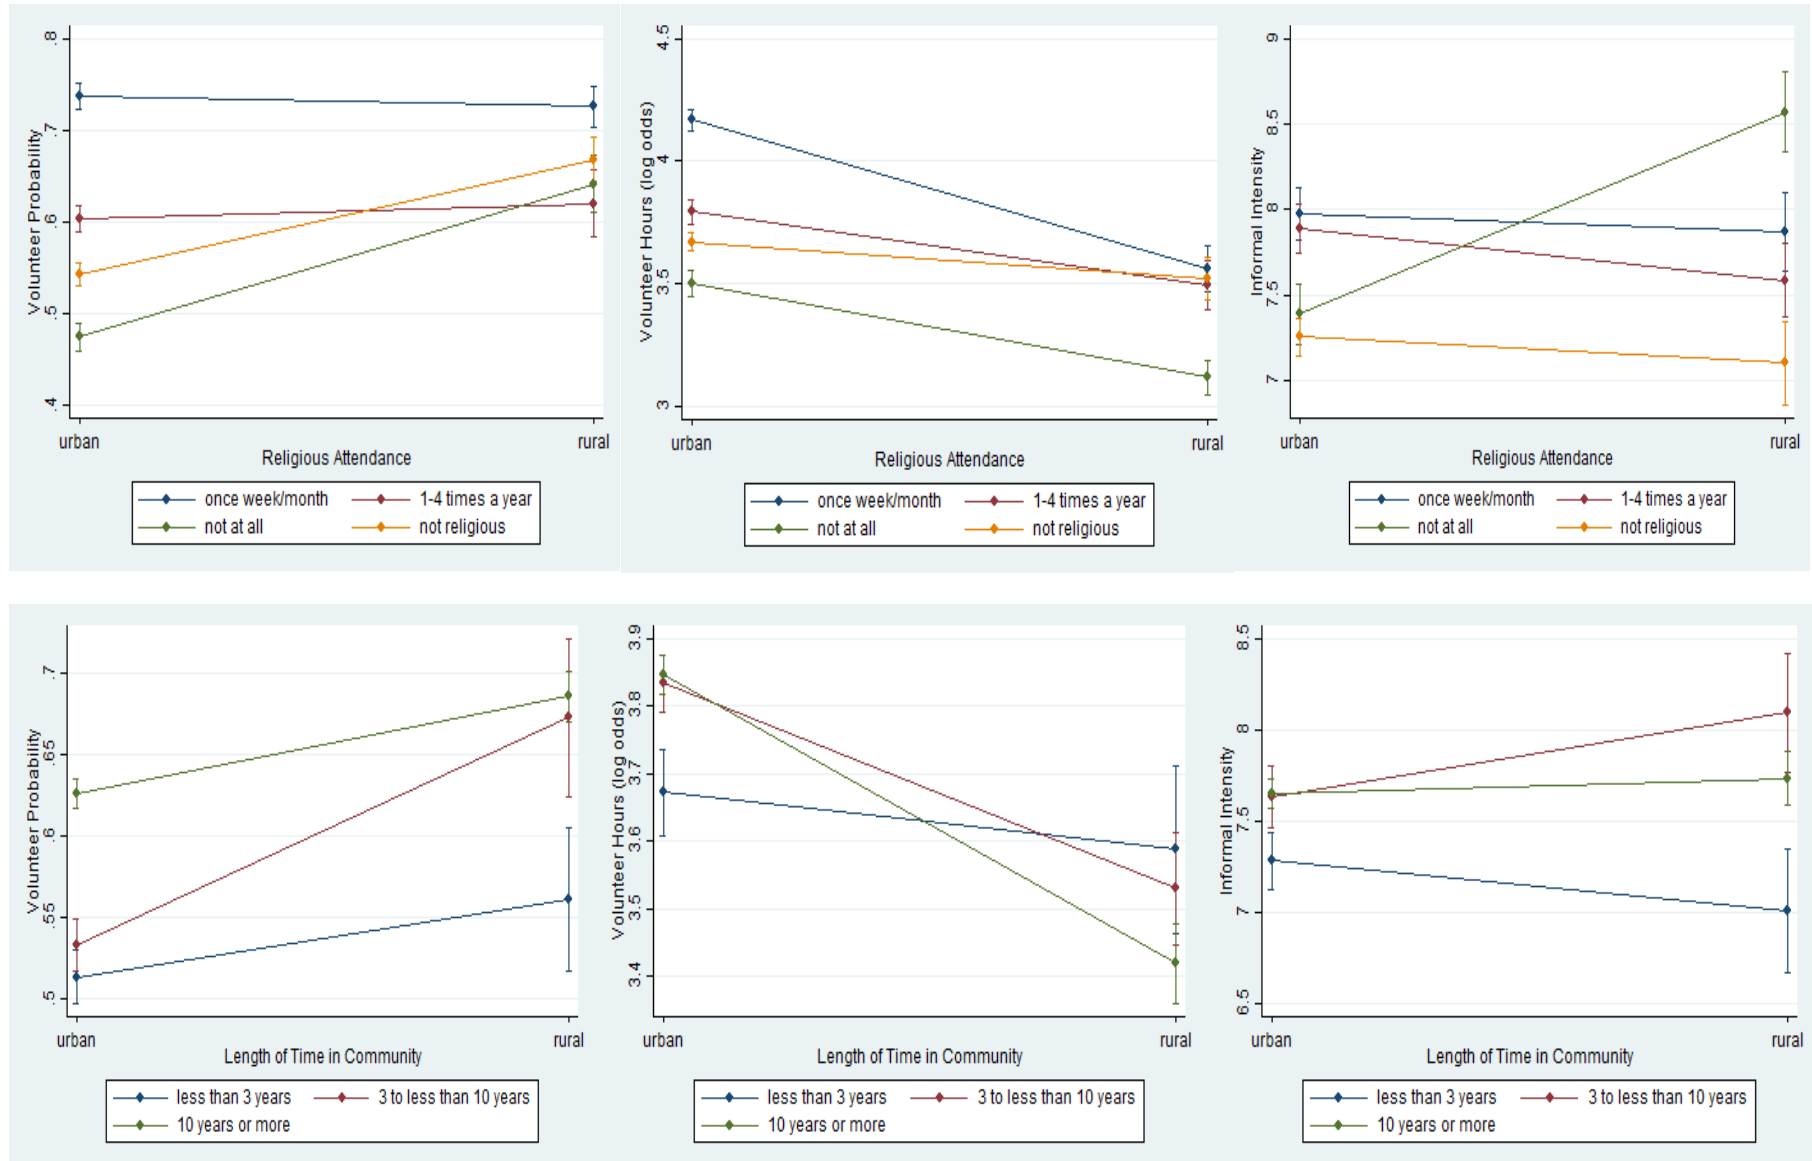 Volunteer Probability
.8
.7
.6
.5
.4
urban
rural
Religious Attendance
once week/month
1-4 times a year
not at all
not religious
Volunteer Hours (log odds)
4.5
4
3.5
3
urban
rural
Religious Attendance
once week/month
1-4 times a year
not at all
not religious
Informal Intensity
9
8.5
8
7.5
7
urban
rural
Religious Attendance
once week/month
1-4 times a year
not at all
not religious
Volunteer Probability
.7
.65
.6
.55
.5
urban
rural
Length of Time in Community
less than 3 years
3 to less than 10 years
10 years or more
Volunteer Hours (log odds)
3.9
3.8
3.7
3.6
3.5
3.4
urban
rural
Length of Time in Community
less than 3 years
3 to less than 10 years
10 years or more
Informal Intensity
8.5
8
7.5
7
6.5
urban
rural
Length of Time in Community
less than 3 years
3 to less than 10 years
10 years or more